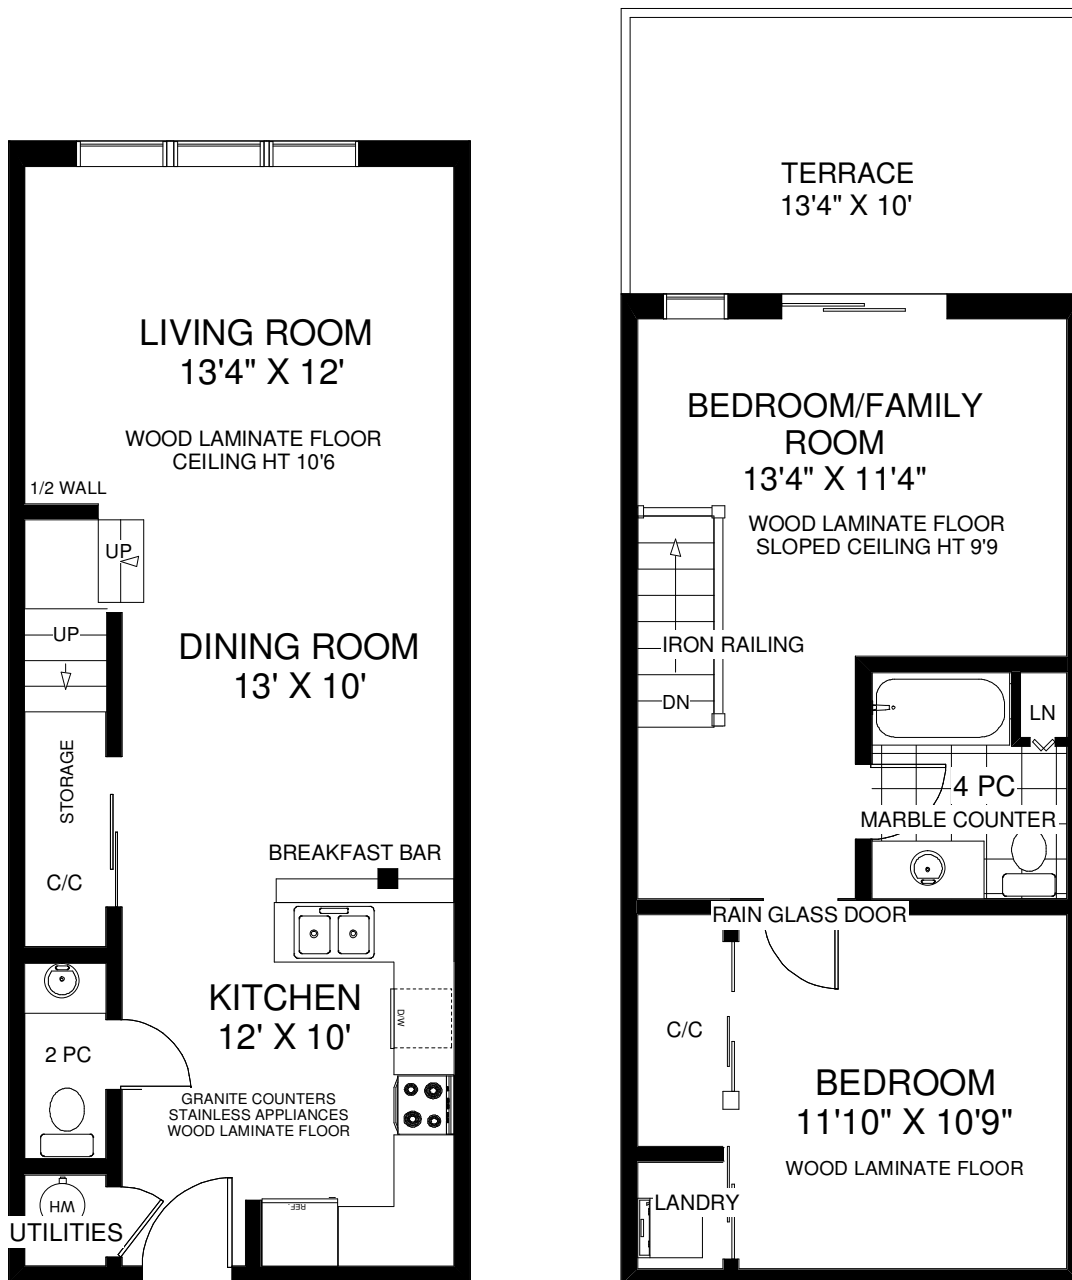 LIVING ROOM
13'4" X 12'
WOOD LAMINATE FLOOR
CEILING HT 10'6
1/2 WALL
UP
UP
DINING ROOM
13' X 10'
STORAGE
C/C
BREAKFAST BAR
KITCHEN
12' X 10'
D/W
2 PC
GRANITE COUNTERS
STAINLESS APPLIANCES
WOOD LAMINATE FLOOR
HW
UTILITIES
REF
TERRACE
13'4" X 10'
BEDROOM/FAMILY
ROOM
13'4" X 11'4"
WOOD LAMINATE FLOOR
SLOPED CEILING HT 9'9
IRON RAILING
DN
LN
4 PC
MARBLE COUNTER
RAIN GLASS DOOR
C/C
BEDROOM
11'10" X 10'9"
WOOD LAMINATE FLOOR
LANDRY